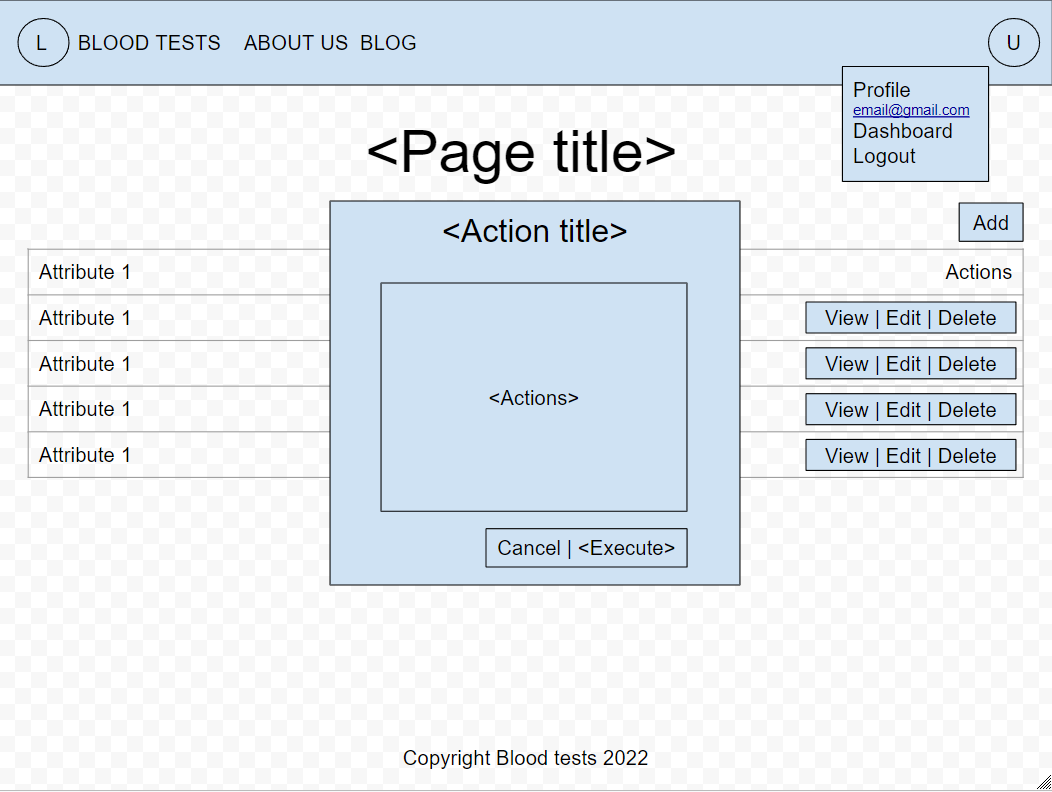 L BLOOD TESTS ABOUT US BLOG U
Profile
email@gmail.com
Dashboard
Logout
<Page title>
Add
<Action title>
Attribute 1 Actions
Attribute 1 View | Edit | Delete
Attribute 1 View | Edit | Delete
<Actions>
Attribute 1 View | Edit | Delete
Attribute 1 View | Edit | Delete
Cancel | <Execute>
Copyright Blood tests 2022